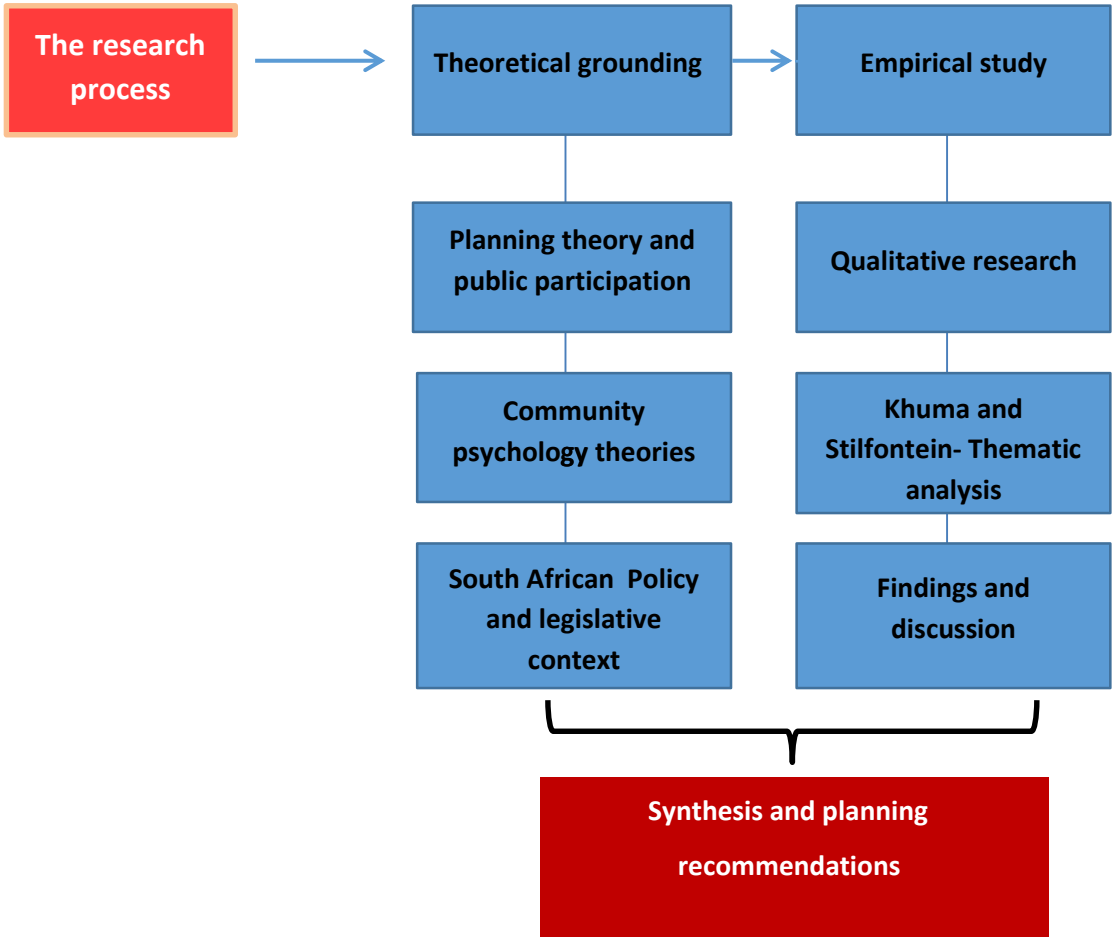 The research
process
Theoretical grounding
Empirical study
Planning theory and
public participation
Qualitative research
Community
psychology theories
Khuma and
Stilfontein- Thematic
analysis
South African  Policy
and legislative
context
Findings and
discussion
Synthesis and planning
recommendations